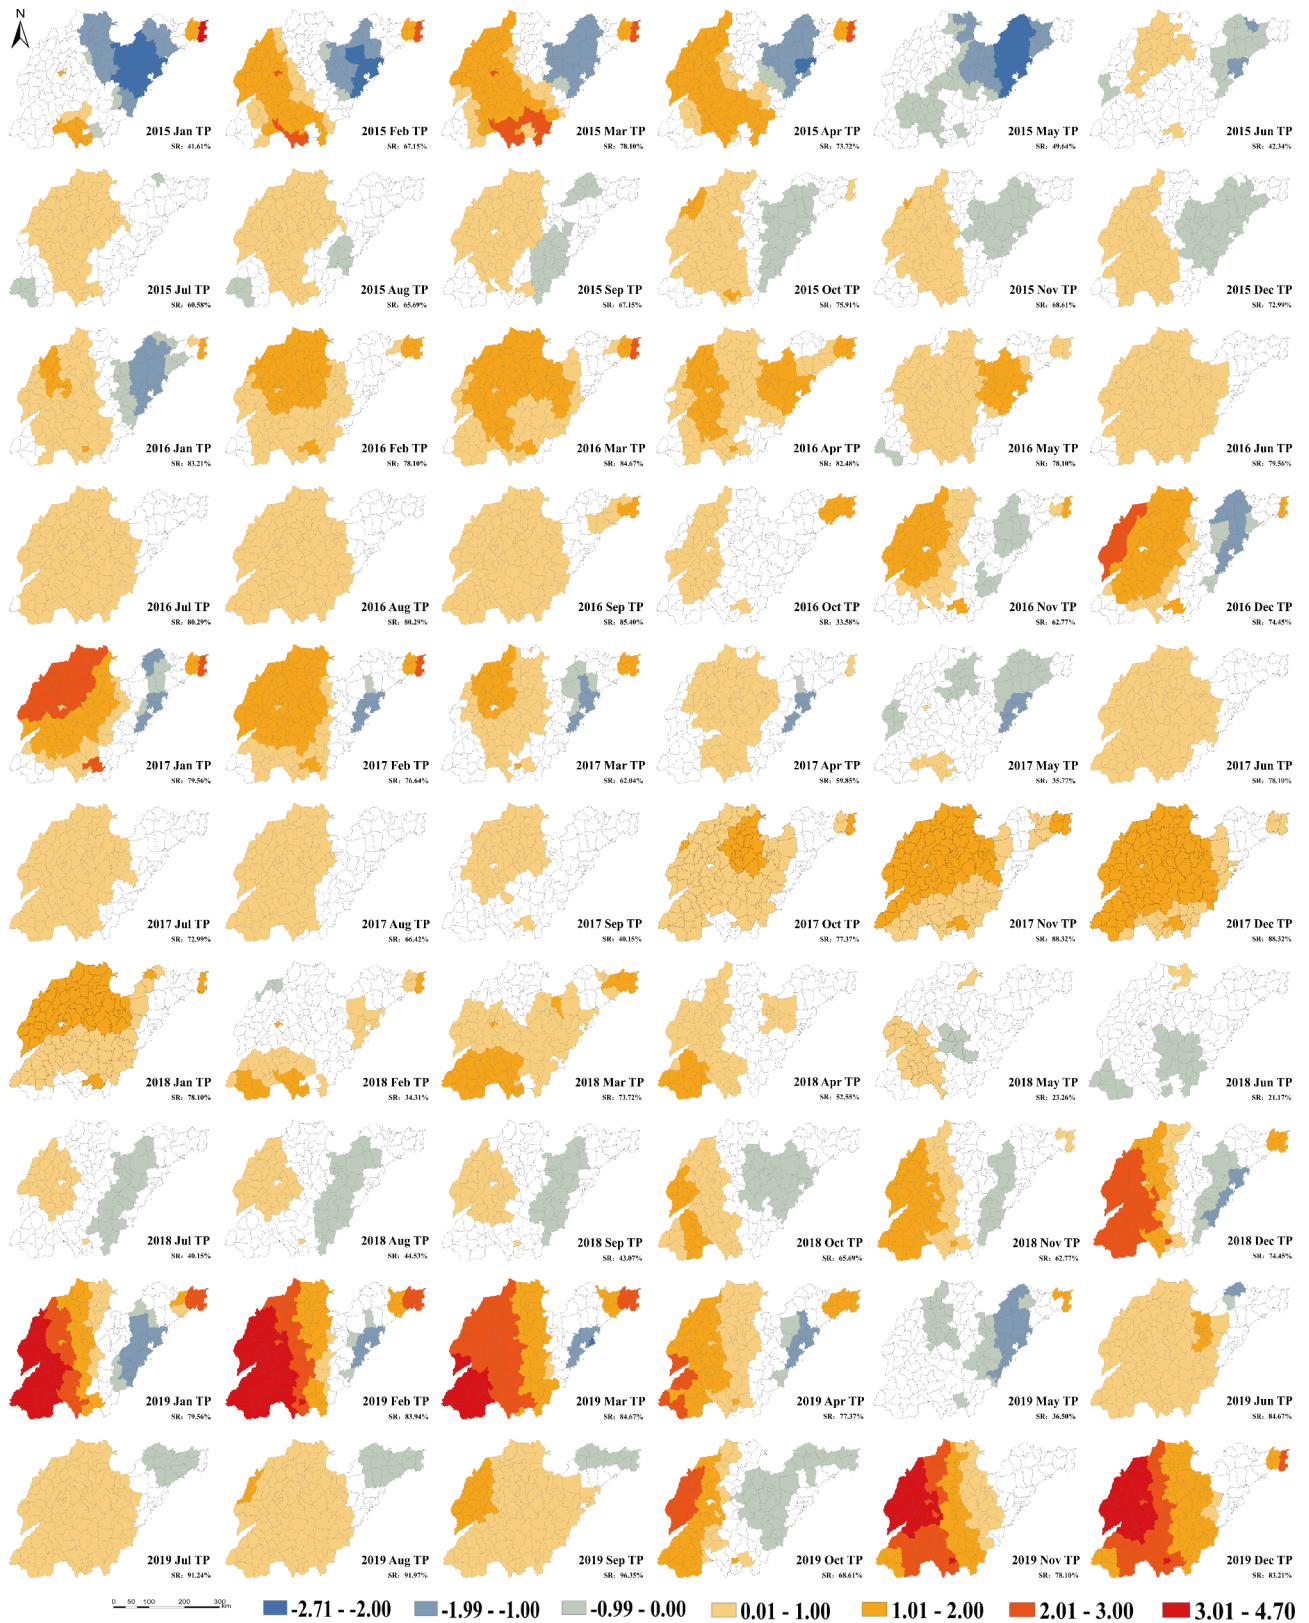 N
2015 Jan TP
SR: 41.61%
2015 Feb TP
SR: 67.15%
2015 Mar TP
SR: 78.10%
2015 Apr TP
SR: 73.72%
2015 May TP
SR: 49.64%
2015 Jun TP
SR: 42.34%
2015 Jul TP
SR: 60.58%
2015 Aug TP
SR: 65.69%
2015 Sep TP
SR: 67.15%
2015 Oct TP
SR: 75.91%
2015 Nov TP
SR: 68.61%
2015 Dec TP
SR: 72.99%
2016 Jan TP
SR: 83.21%
2016 Feb TP
SR: 78.10%
2016 Mar TP
SR: 84.67%
2016 Apr TP
SR: 82.48%
2016 May TP
SR: 78.10%
2016 Jun TP
SR: 79.56%
2016 Jul TP
SR: 80.29%
2016 Aug TP
SR: 80.29%
2016 Sep TP
SR: 85.40%
2016 Oct TP
SR: 33.58%
2016 Nov TP
SR: 62.77%
2016 Dec TP
SR: 74.45%
2017 Jan TP
SR: 79.56%
2017 Feb TP
SR: 76.64%
2017 Mar TP
SR: 62.04%
2017 Apr TP
SR: 59.85%
2017 May TP
SR: 35.77%
2017 Jun TP
SR: 78.10%
2017 Jul TP
SR: 72.99%
2017 Aug TP
SR: 66.42%
2017 Sep TP
SR: 40.15%
2017 Oct TP
SR: 77.37%
2017 Nov TP
SR: 88.32%
2017 Dec TP
SR: 88.32%
2018 Jan TP
SR: 78.10%
2018 Feb TP
SR: 34.31%
2018 Mar TP
SR: 73.72%
2018 Apr TP
SR: 52.55%
2018 May TP
SR: 23.26%
2018 Jun TP
SR: 21.17%
2018 Jul TP
SR: 40.15%
2018 Aug TP
SR: 44.53%
2018 Sep TP
SR: 43.07%
2018 Oct TP
SR: 65.69%
2018 Nov TP
SR: 62.77%
2018 Dec TP
SR: 74.45%
2019 Jan TP
SR: 79.56%
2019 Feb TP
SR: 83.94%
2019 Mar TP
SR: 84.67%
2019 Apr TP
SR: 77.37%
2019 May TP
SR: 36.50%
2019 Jun TP
SR: 84.67%
2019 Jul TP
SR: 91.24%
2019 Aug TP
SR: 91.97%
2019 Sep TP
SR: 96.35%
2019 Oct TP
SR: 68.61%
2019 Nov TP
SR: 78.10%
2019 Dec TP
SR: 83.21%
0 50 100 200 300
km
-2.71 - -2.00 -1.99 - -1.00 -0.99 - 0.00 0.01 - 1.00 1.01 - 2.00 2.01 - 3.00 3.01 - 4.70